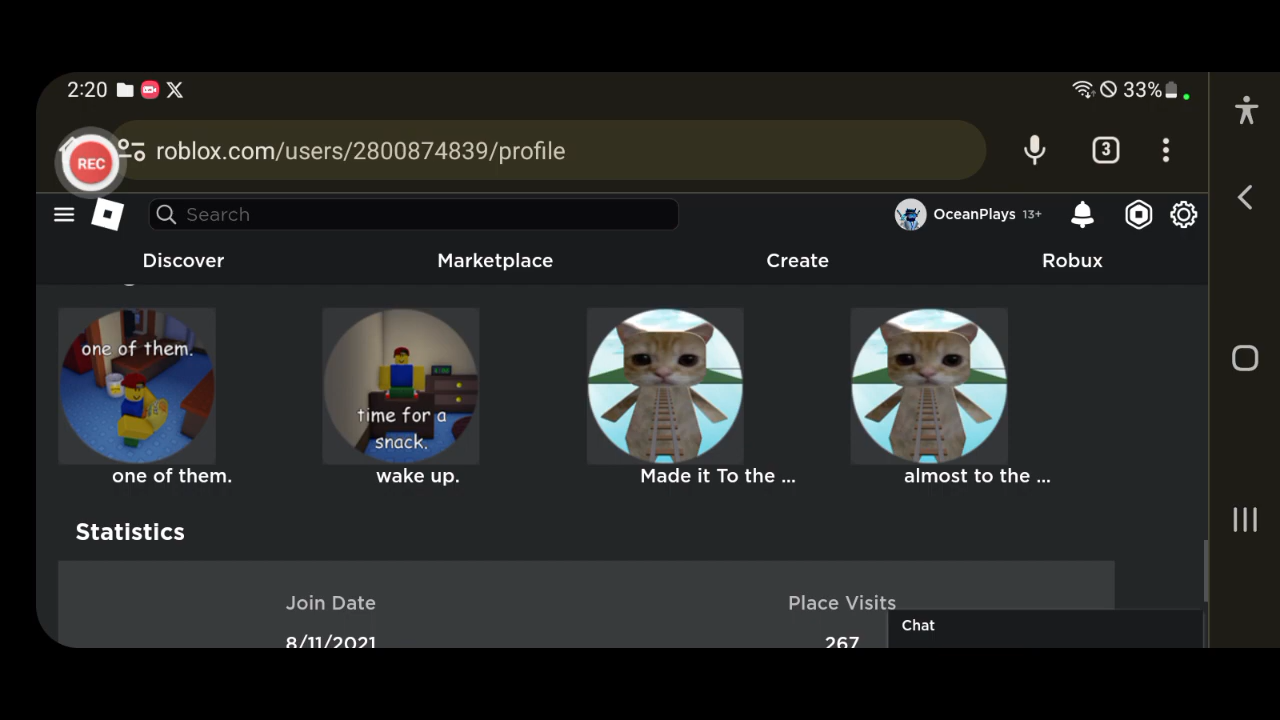 2:20
33%
REC
roblox.com/users/2800874839/profile
3
Search
OceanPlays 13+
Discover Marketplace Create Robux
one of them.
time for a
snack.
one of them. wake up. Made it To the ... almost to the ...
Statistics
Join Date Place Visits
8/11/2021 267
Chat